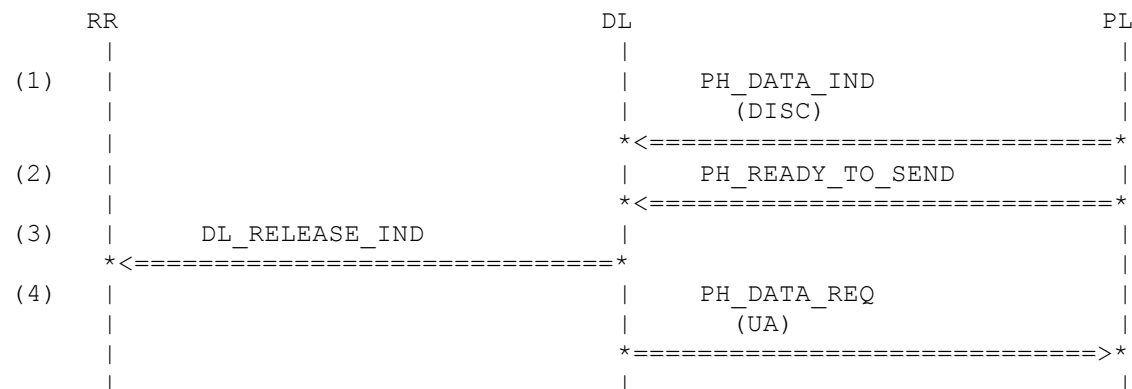 RR                              DL                              PL
       |                               |                               |
(1)    |                               |    PH_DATA_IND                |
       |                               |      (DISC)                   |
       |                               *<=============================*
(2)    |                               |    PH_READY_TO_SEND           |
       |                               *<=============================*
(3)    |     DL_RELEASE_IND            |                               |
       *<==============================*                               |
(4)    |                               |    PH_DATA_REQ                |
       |                               |      (UA)                     |
       |                               *=============================>*
       |                               |                               |